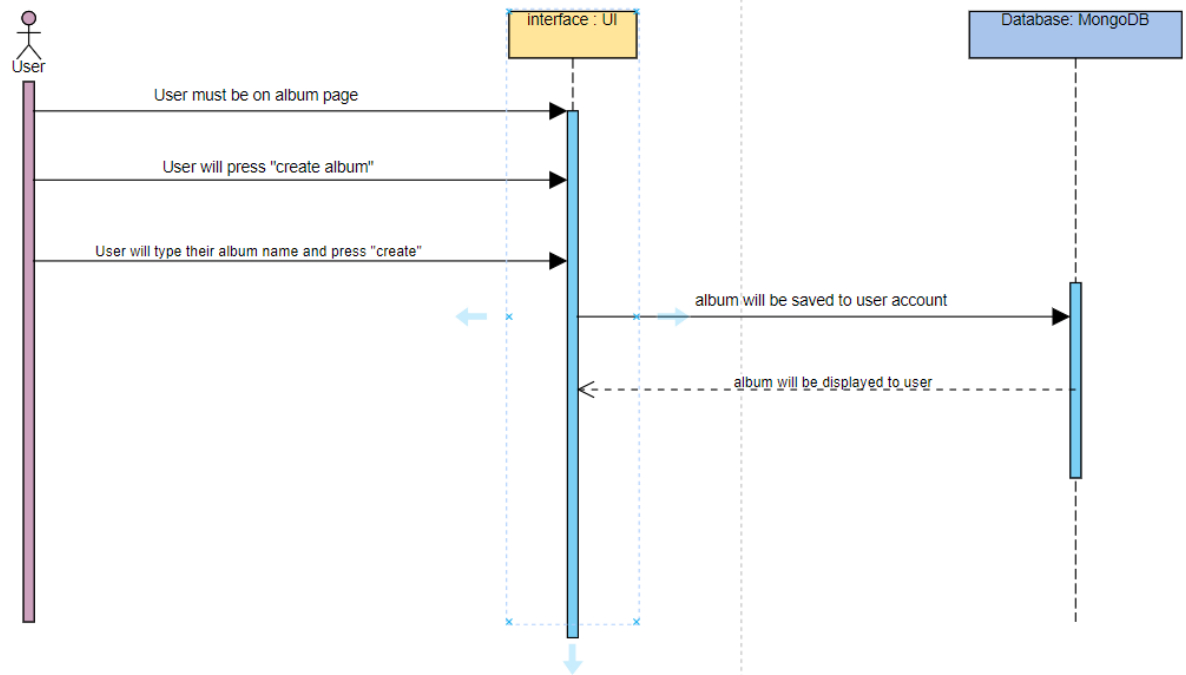 interface : UI
Database: MongoDB
User
User must be on album page
User will press "create album"
User will type their album name and press "create"
album will be saved to user account
album will be displayed to user